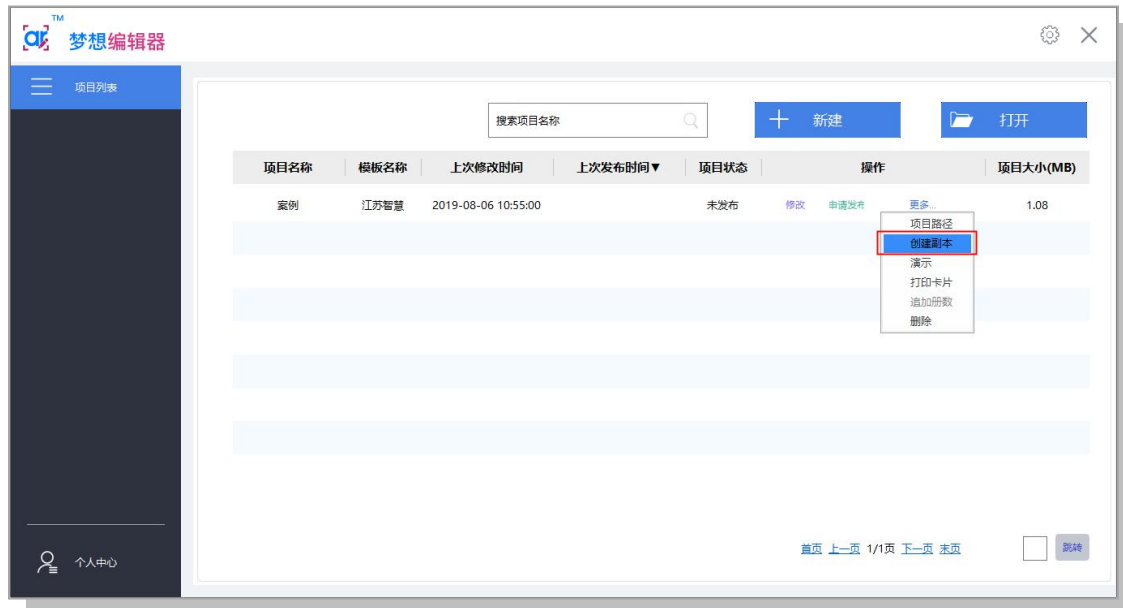 ar TM
梦想编辑器
项目列表
搜索项目名称
新建
打开
项目名称 模板名称 上次修改时间 上次发布时间▼ 项目状态 操作 项目大小(MB)
案例 江苏智慧 2019-08-06 10:55:00 未发布 修改 申请发布 更多... 1.08
项目路径
创建副本
演示
打印卡片
追加册数
删除
首页 上一页 1/1页 下一页 末页 跳转
个人中心